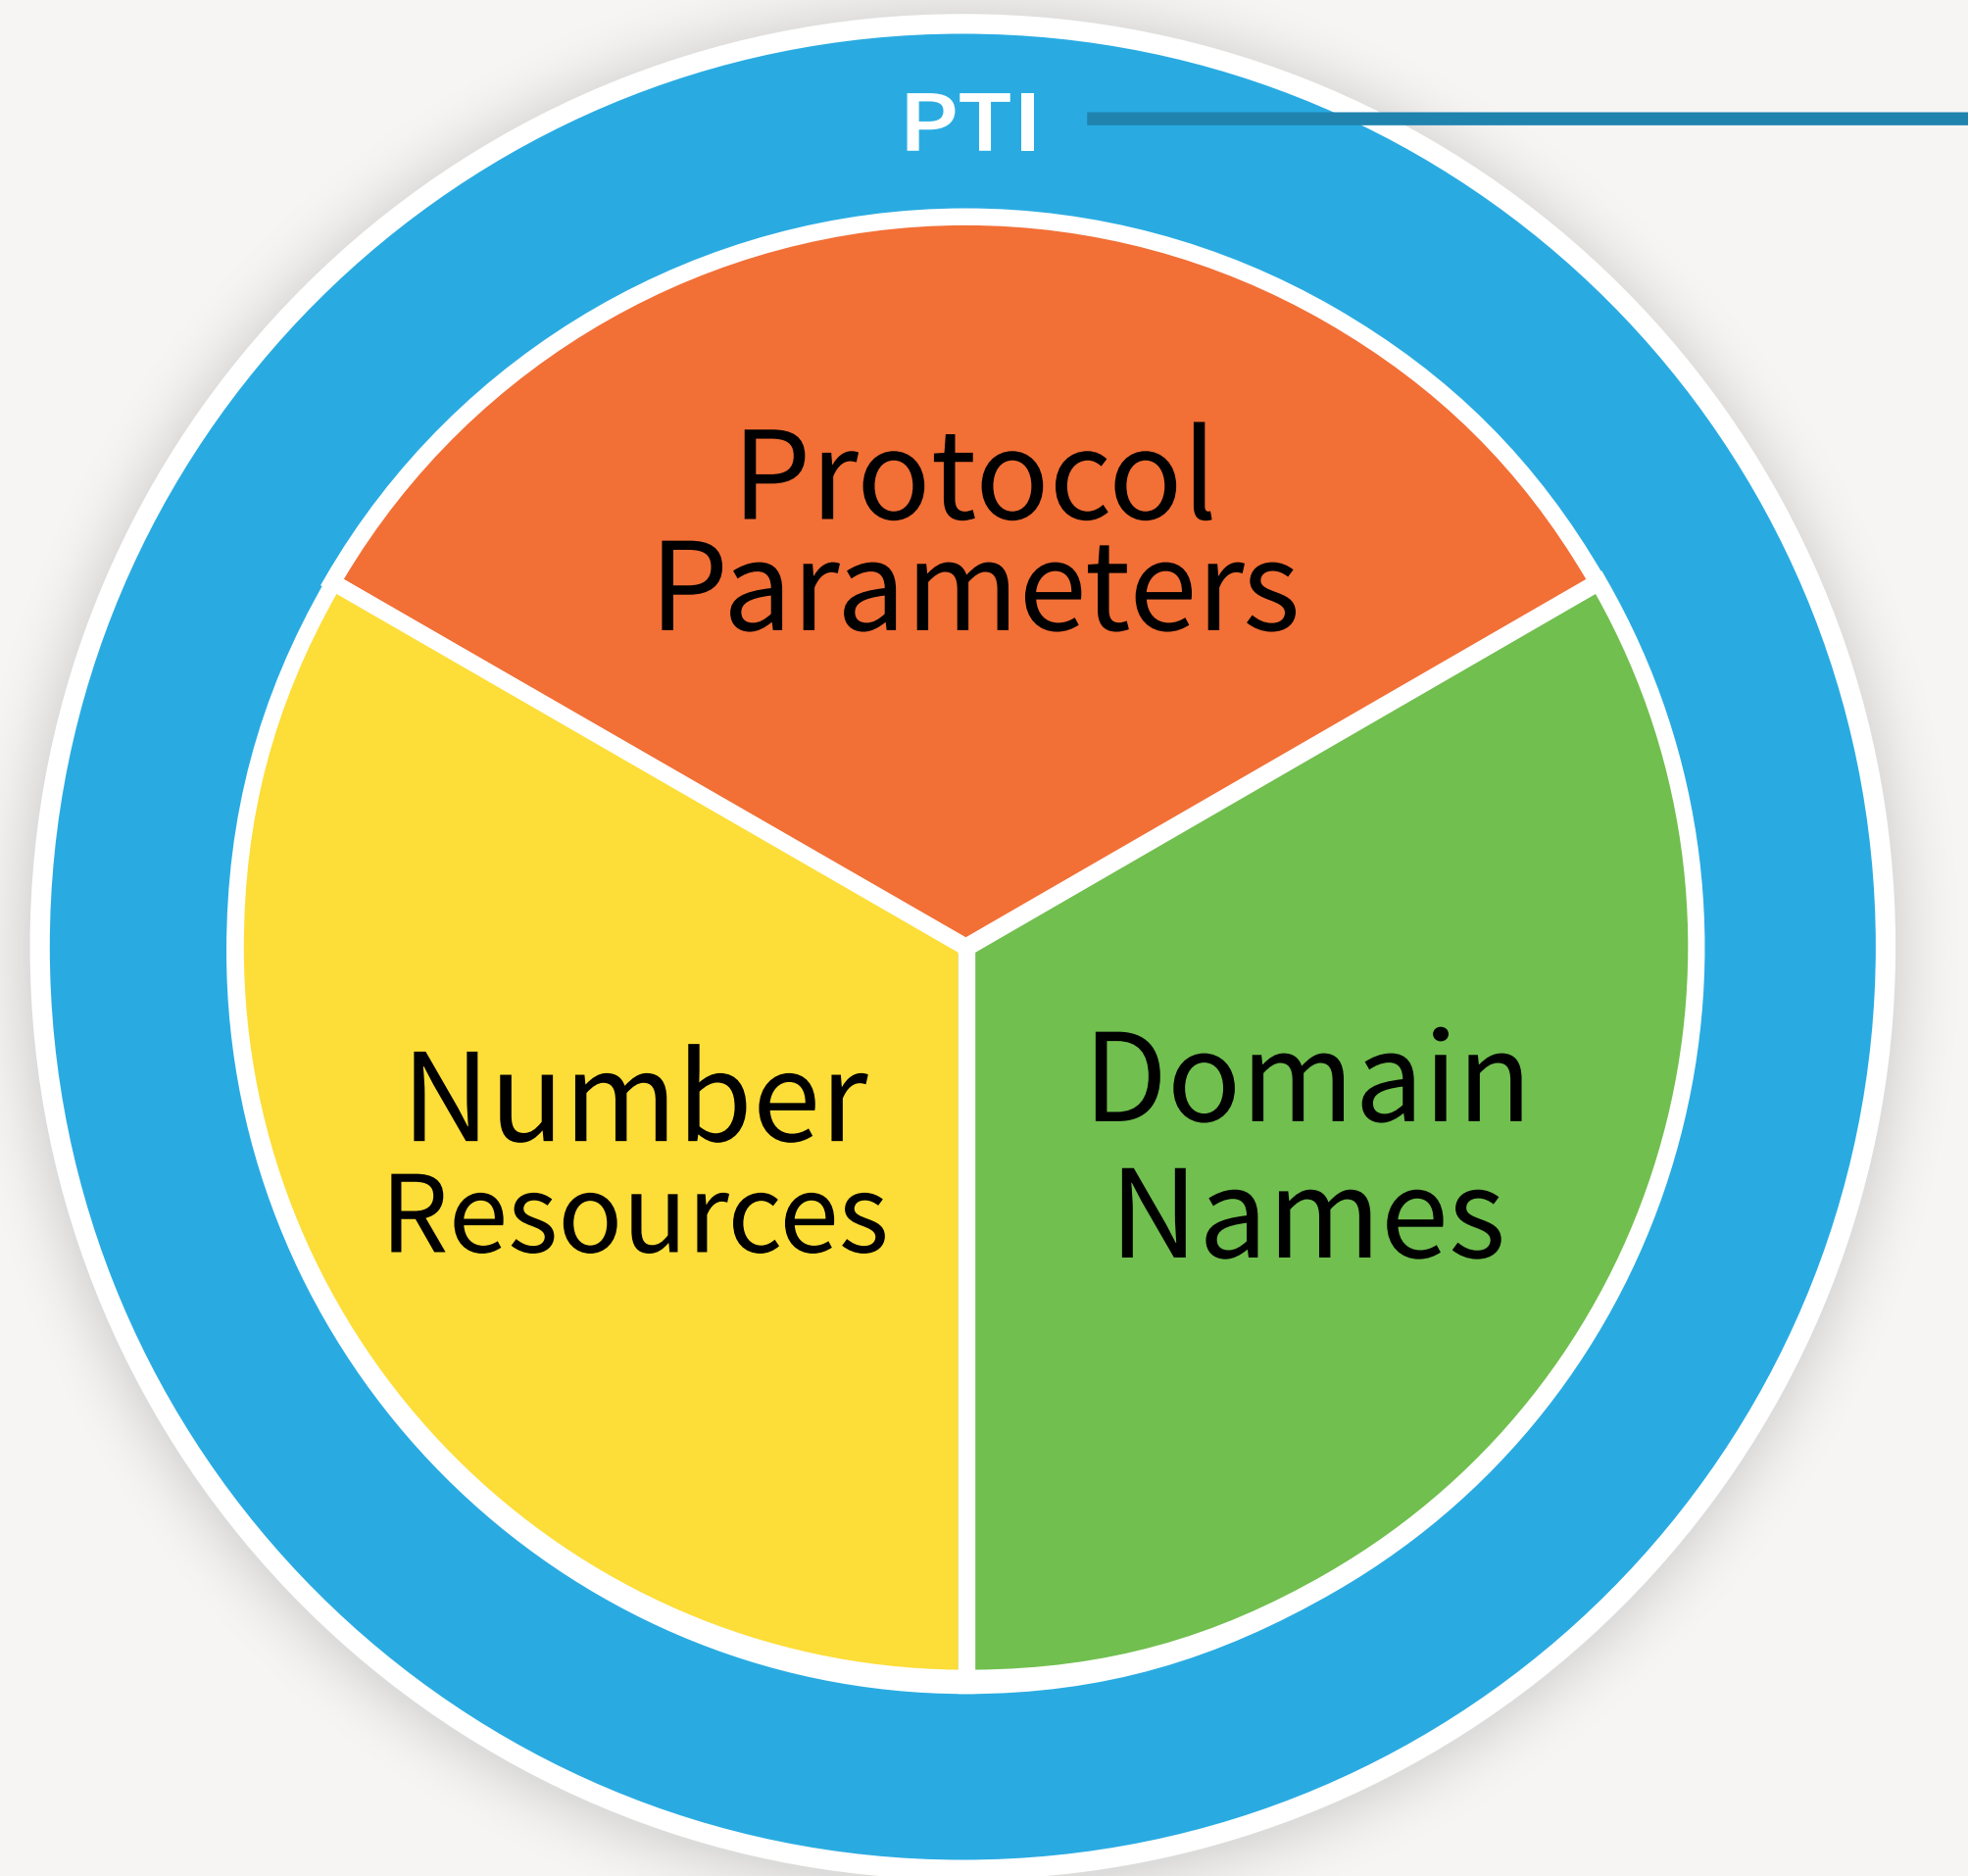 PTI
Protocol
Parameters
Number
Resources
Domain
Names